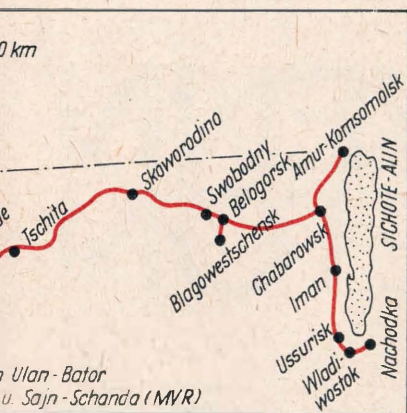 0 km
Skoworodino
Swobodny
Belogorsk
Amur-Komsomolsk
Tschita
Blagowestschensk
Chabarowsk
SICHOTE-ALIN
Iman
Ussurisk
Wladi-
wostok
Nachodka
Ulan-Bator
u. Sajn-Schanda (MVR)